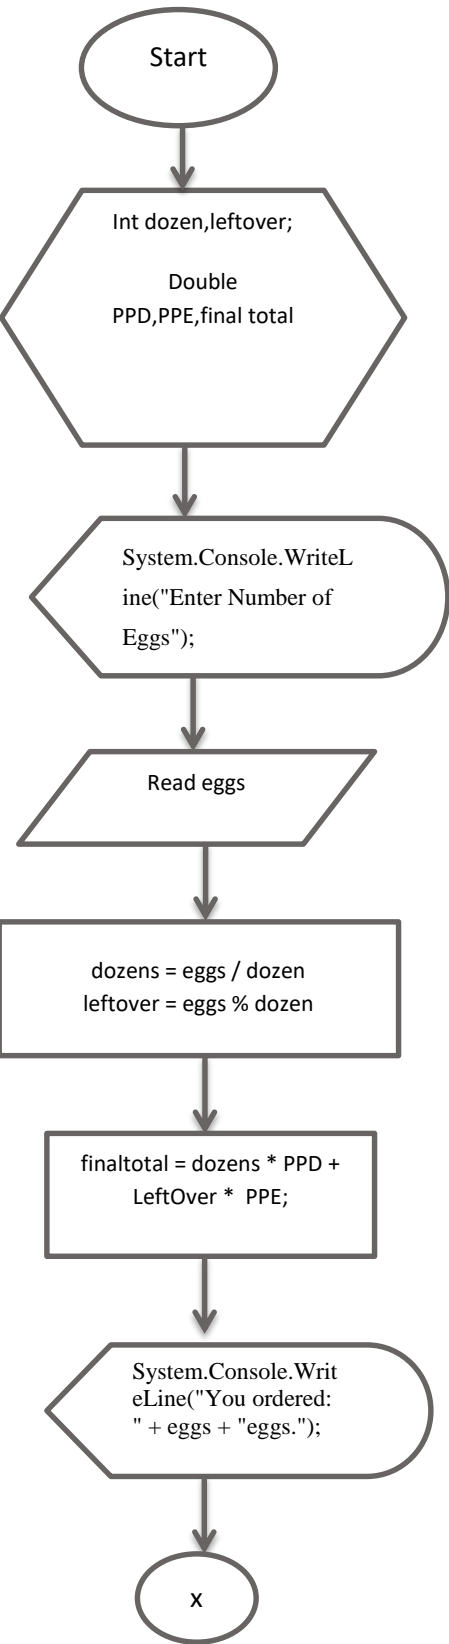 Start
Int dozen,leftover;
Double
PPD,PPE,final total
System.Console.WriteL
ine("Enter Number of
Eggs");
Read eggs
dozens = eggs / dozen
leftover = eggs % dozen
finaltotal = dozens * PPD +
LeftOver *  PPE;
System.Console.Writ
eLine("You ordered:
" + eggs + "eggs.");
x